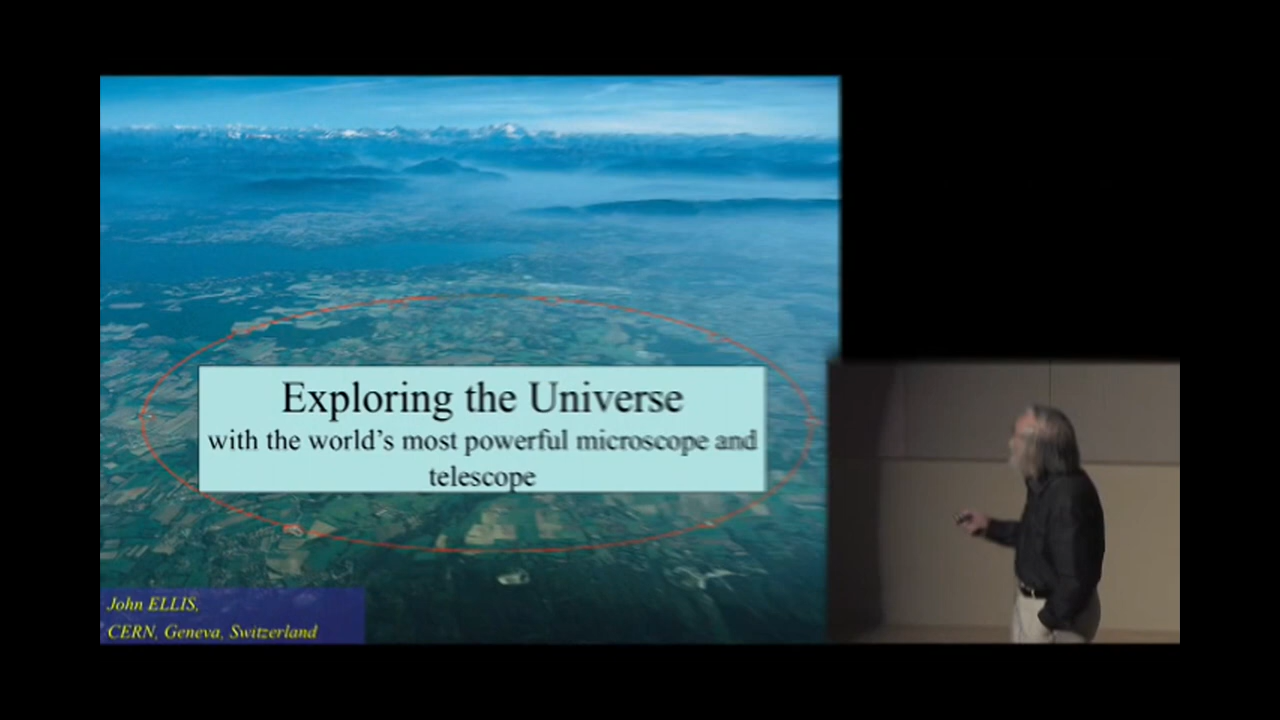 Exploring the Universe
with the world's most powerful microscope and
telescope
John ELLIS,
CERN, Geneva, Switzerland